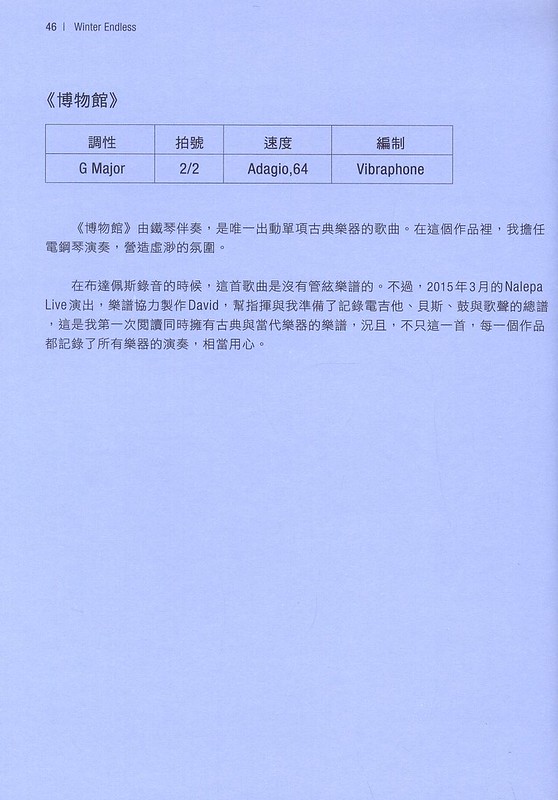 46 | Winter Endless
《博物館》
調性 拍號 速度 編制
G Major 2/2 Adagio,64 Vibraphone
《博物館》由鐵琴伴奏，是唯一出動單項古典樂器的歌曲。在這個作品裡，我擔任
電鋼琴演奏，營造虛渺的氛圍。
在布達佩斯錄音的時候，這首歌曲是沒有管絃樂譜的。不過，2015年3月的Nalepa
Live演出，樂譜協力製作David，幫指揮與我準備了記錄電吉他、貝斯、鼓與歌聲的總譜
，這是我第一次閱讀同時擁有古典與當代樂器的樂譜，況且，不只這一首，每一個作品
都記錄了所有樂器的演奏，相當用心。